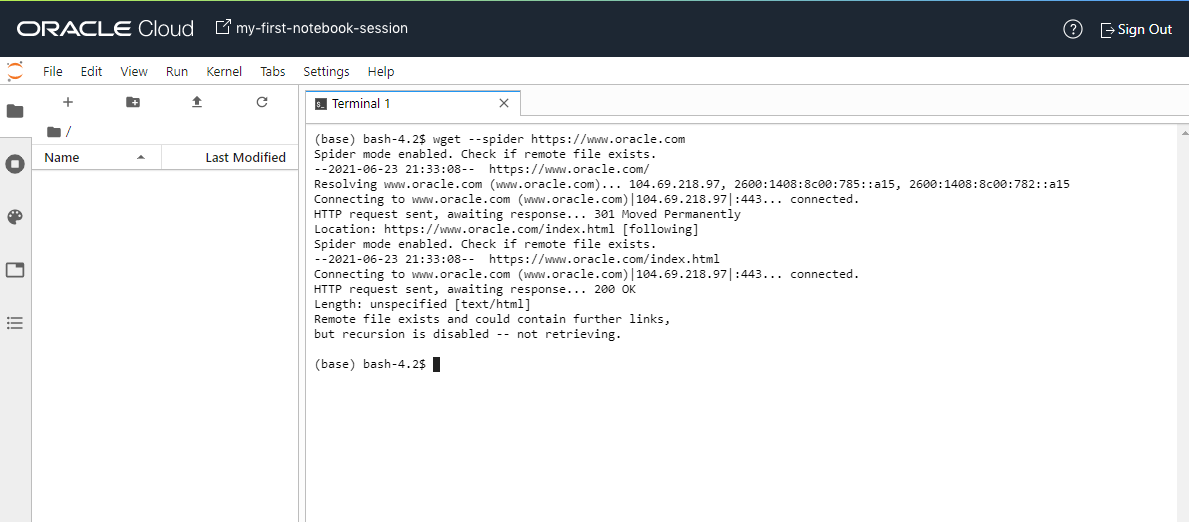 ORACLE Cloud my-first-notebook-session ? Sign Out
File Edit View Run Kernel Tabs Settings Help
Terminal 1
/
Name Last Modified
(base) bash-4.2$ wget --spider https://www.oracle.com
Spider mode enabled. Check if remote file exists.
--2021-06-23 21:33:08--  https://www.oracle.com/
Resolving www.oracle.com (www.oracle.com)... 104.69.218.97, 2600:1408:8c00:785::a15, 2600:1408:8c00:782::a15
Connecting to www.oracle.com (www.oracle.com)|104.69.218.97|:443... connected.
HTTP request sent, awaiting response... 301 Moved Permanently
Location: https://www.oracle.com/index.html [following]
Spider mode enabled. Check if remote file exists.
--2021-06-23 21:33:08--  https://www.oracle.com/index.html
Connecting to www.oracle.com (www.oracle.com)|104.69.218.97|:443... connected.
HTTP request sent, awaiting response... 200 OK
Length: unspecified [text/html]
Remote file exists and could contain further links,
but recursion is disabled -- not retrieving.
(base) bash-4.2$